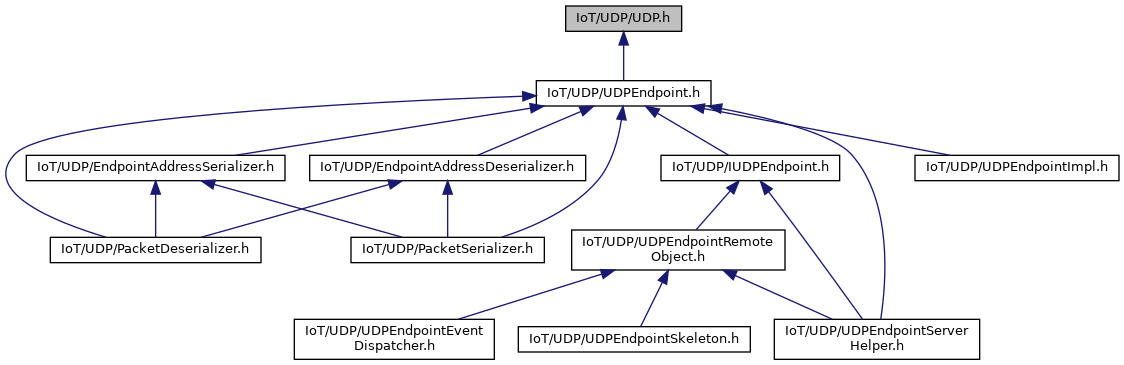 IoT/UDP/UDP.h
IoT/UDP/UDPEndpoint.h
IoT/UDP/EndpointAddressSerializer.h
IoT/UDP/EndpointAddressDeserializer.h
IoT/UDP/IUDPEndpoint.h
IoT/UDP/UDPEndpointImpl.h
IoT/UDP/PacketDeserializer.h
IoT/UDP/PacketSerializer.h
IoT/UDP/UDPEndpointRemote
Object.h
IoT/UDP/UDPEndpointEvent
Dispatcher.h
IoT/UDP/UDPEndpointSkeleton.h
IoT/UDP/UDPEndpointServer
Helper.h